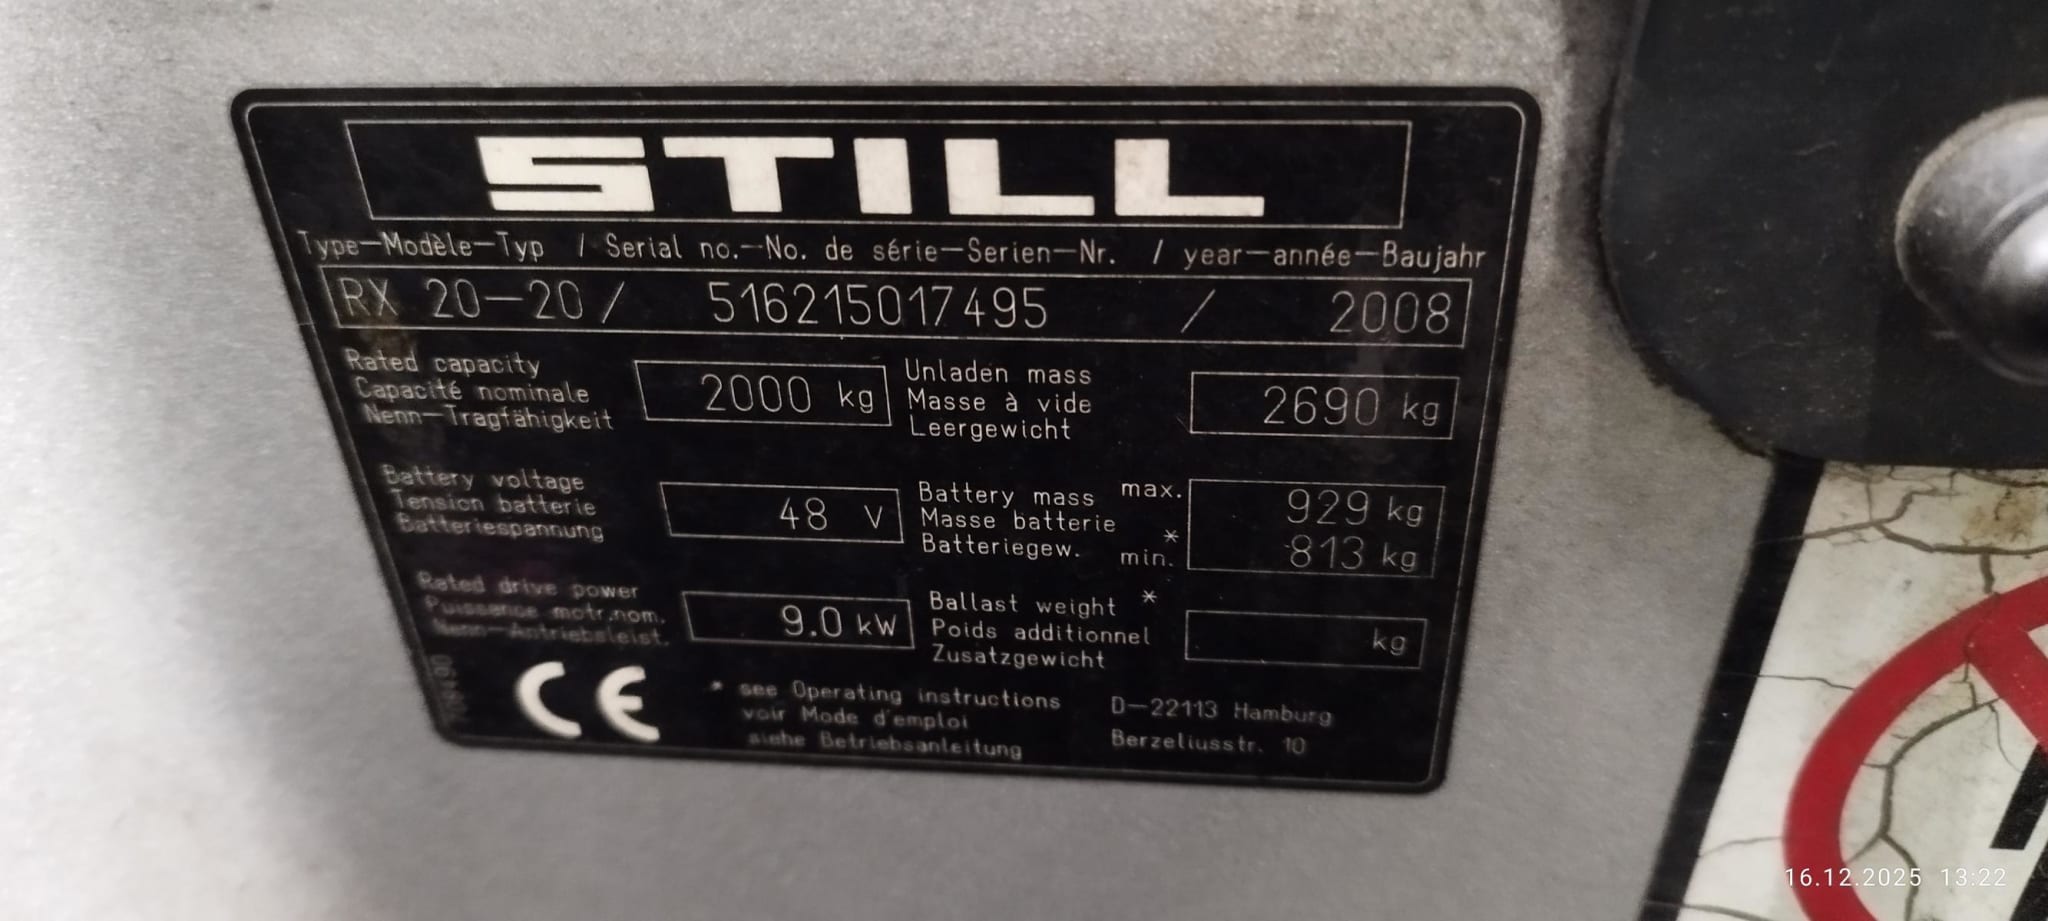 STILL
Type-Modèle-Typ / Serial no.-No. de série-Serien-Nr. / year-année-Baujahr
RX 20-20 / 516215017495 / 2008
Rated capacity
Capacité nominale
Nenn-Tragfähigkeit
2000 kg
Unladen mass
Masse à vide
Leergewicht
2690 kg
Battery voltage
Tension batterie
Batteriespannung
48 V
Battery mass max.
Masse batterie *
Batteriegew. min.
929 kg
813 kg
Rated drive power
Puissance motr.nom.
Nenn-Antriebsleist.
9.0 kW
Ballast weight *
Poids additionnel
Zusatzgewicht
kg
CE
* see Operating instructions
voir Mode d'emploi
siehe Betriebsanleitung
D-22113 Hamburg
Berzeliusstr. 10
16.12.2025 13:22